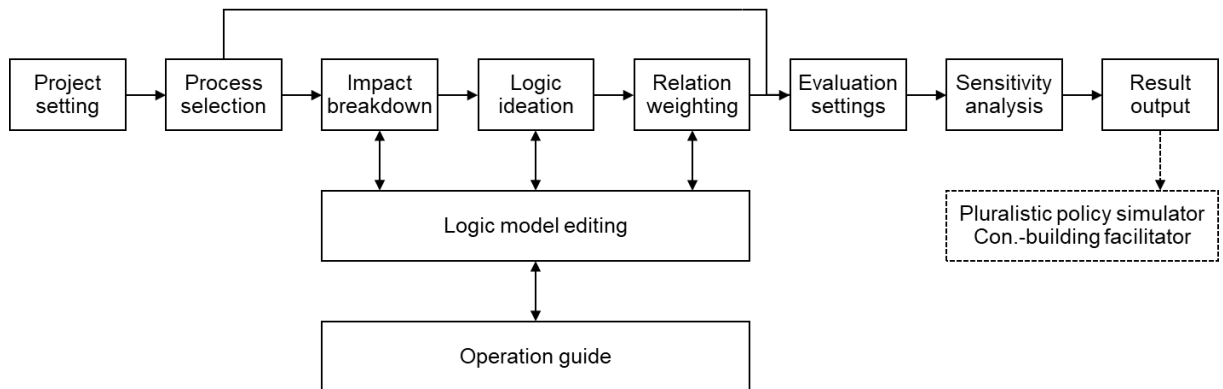 Project
setting
Process
selection
Impact
breakdown
Logic
ideation
Relation
weighting
Evaluation
settings
Sensitivity
analysis
Result
output
Logic model editing
Pluralistic policy simulator
Con.-building facilitator
Operation guide